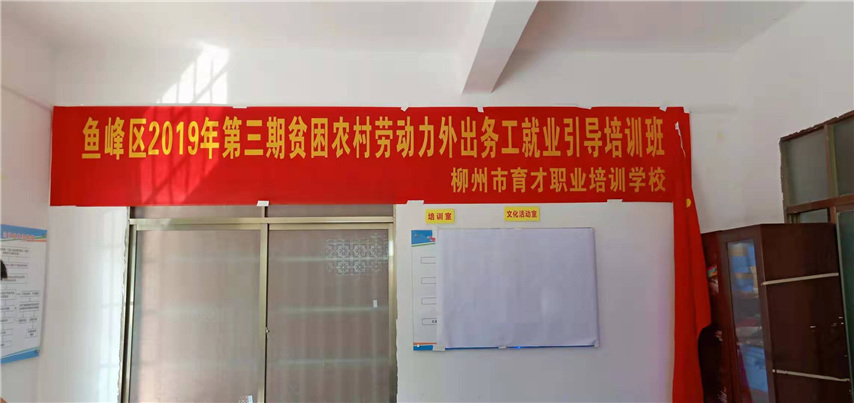 鱼峰区2019年第三期贫困农村劳动力外出务工就业引导培训班
柳州市育才职业培训学校
培训室
文化活动室